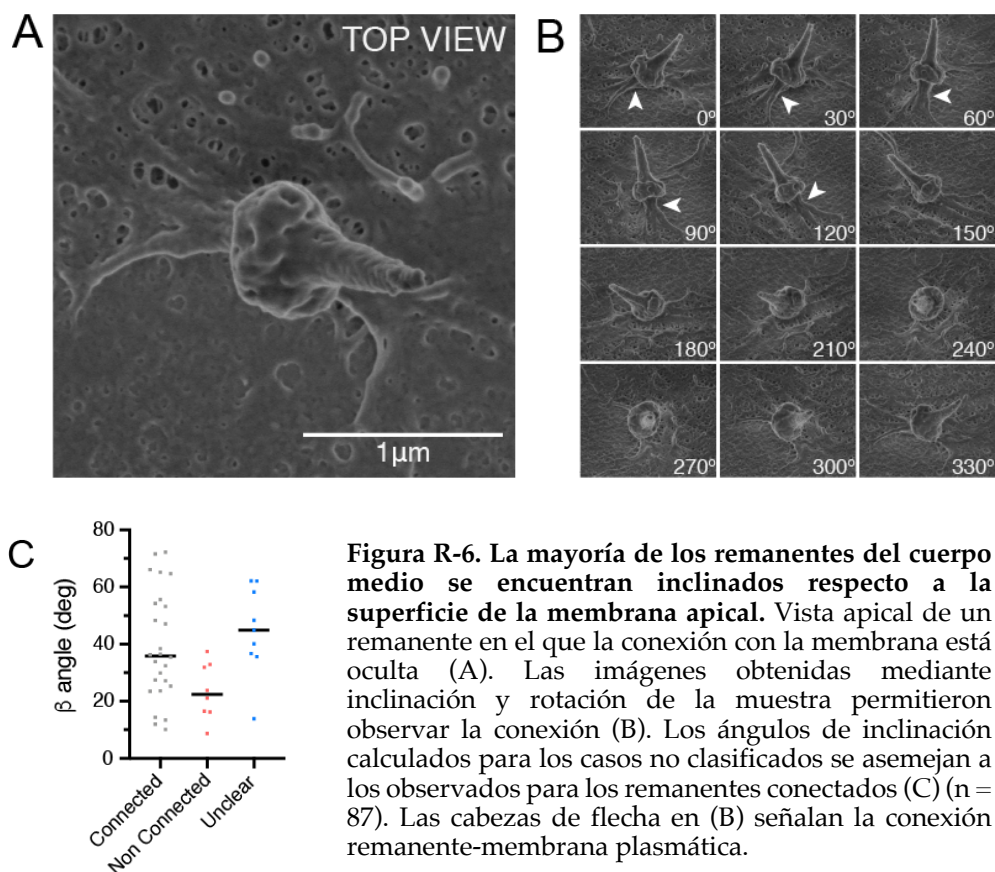 A
TOP VIEW
1µm
B
0º
30º
60º
90º
120º
150º
180º
210º
240º
270º
300º
330º
C
80
60
40
20
0
β angle (deg)
Connected
Non Connected
Unclear
Figura R-6. La mayoría de los remanentes del cuerpo
medio se encuentran inclinados respecto a la
superficie de la membrana apical. Vista apical de un
remanente en el que la conexión con la membrana está
oculta (A). Las imágenes obtenidas mediante
inclinación y rotación de la muestra permitieron
observar la conexión (B). Los ángulos de inclinación
calculados para los casos no clasificados se asemejan a
los observados para los remanentes conectados (C) (n =
87). Las cabezas de flecha en (B) señalan la conexión
remanente-membrana plasmática.